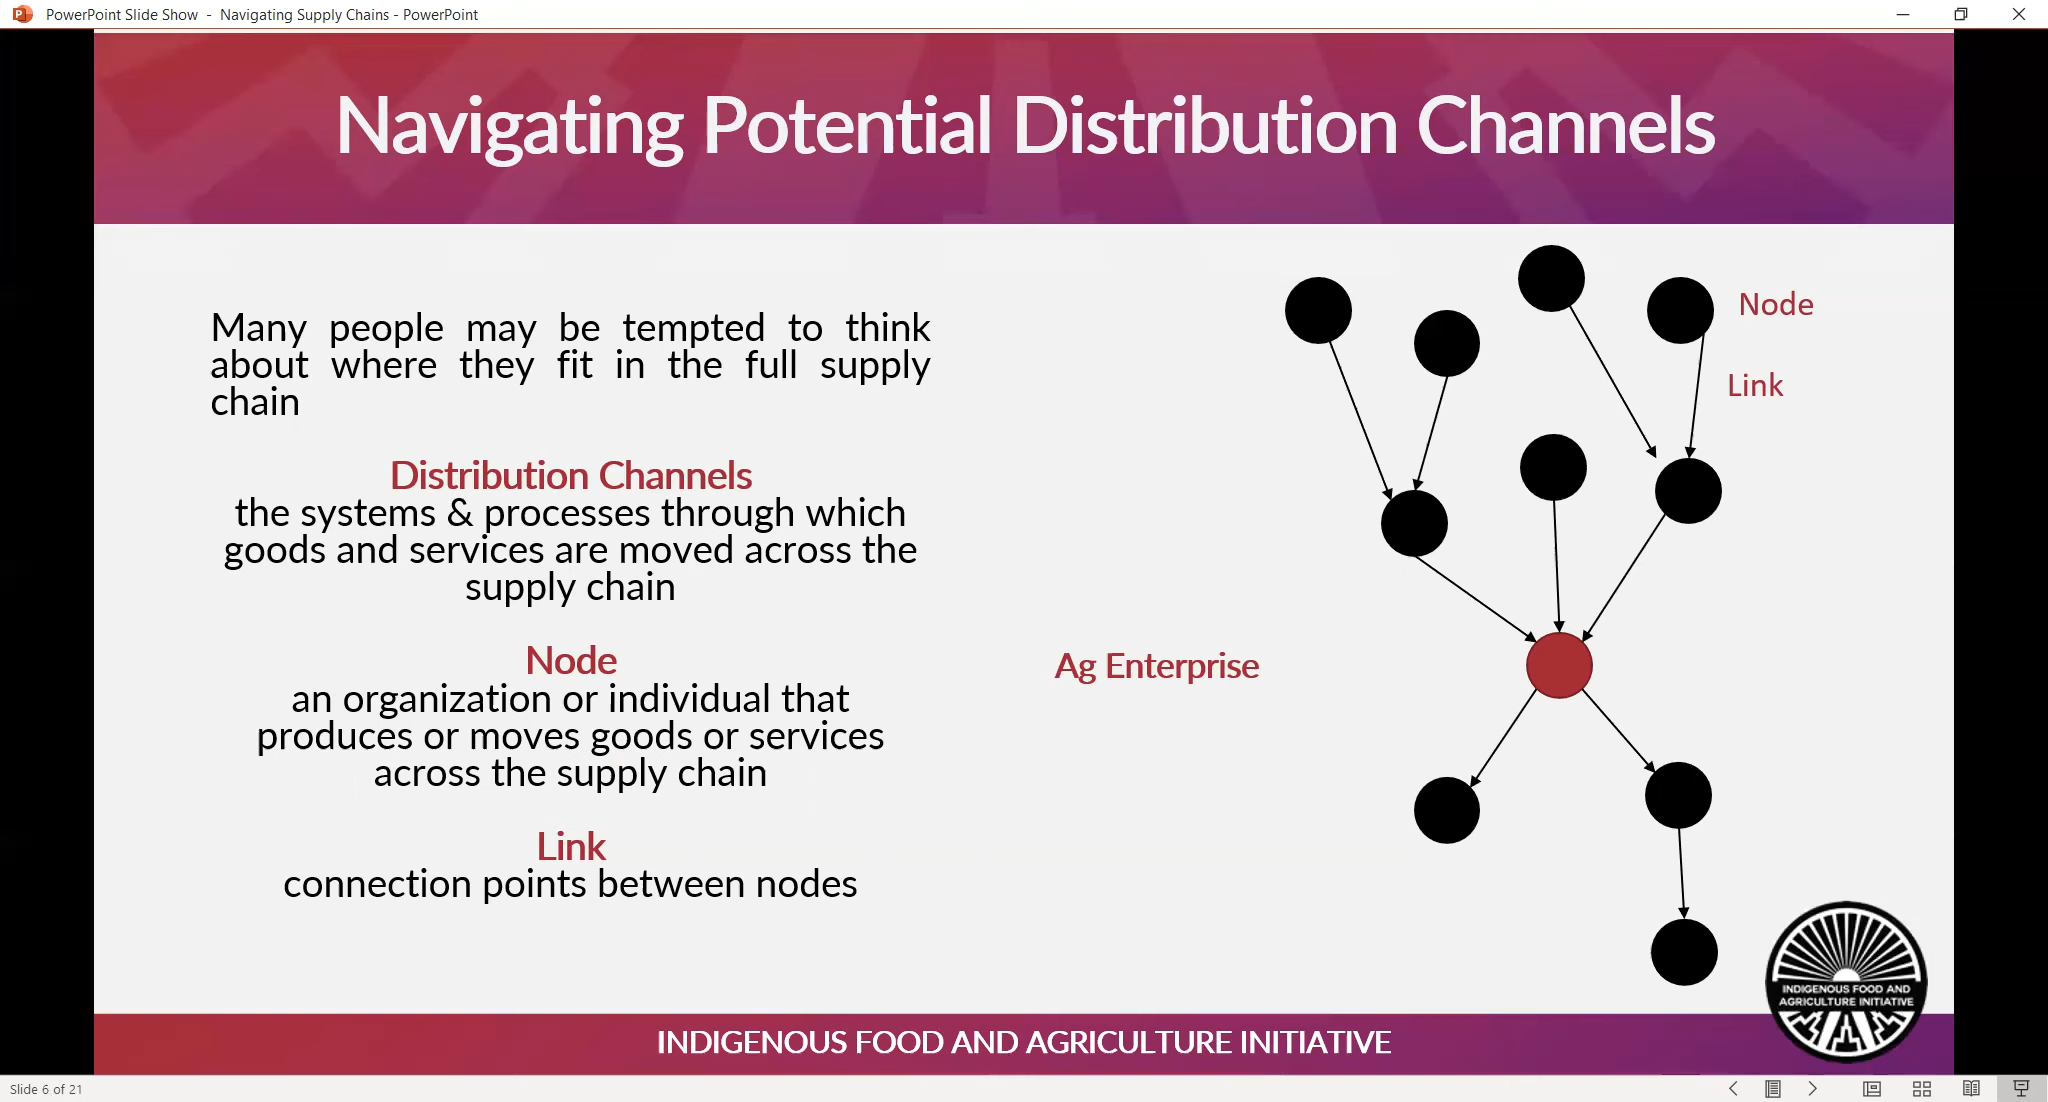 PowerPoint Slide Show - Navigating Supply Chains - PowerPoint
Navigating Potential Distribution Channels
Many people may be tempted to think
about where they fit in the full supply
chain
Distribution Channels
the systems & processes through which
goods and services are moved across the
supply chain
Node
an organization or individual that
produces or moves goods or services
across the supply chain
Link
connection points between nodes
Node
Link
Ag Enterprise
INDIGENOUS FOOD AND
AGRICULTURE INITIATIVE
INDIGENOUS FOOD AND AGRICULTURE INITIATIVE
Slide 6 of 21